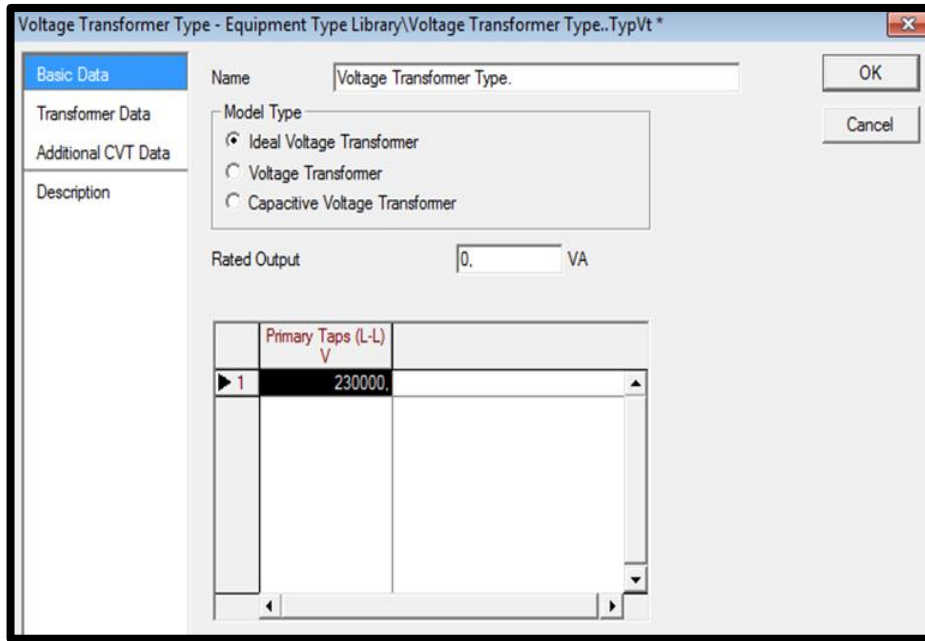 Voltage Transformer Type - Equipment Type Library\Voltage Transformer Type..TypVt *
Basic Data
Transformer Data
Additional CVT Data
Description
Name Voltage Transformer Type.
Model Type
Ideal Voltage Transformer
Voltage Transformer
Capacitive Voltage Transformer
Rated Output 0, VA
Primary Taps (L-L)
V
1 230000,
OK
Cancel